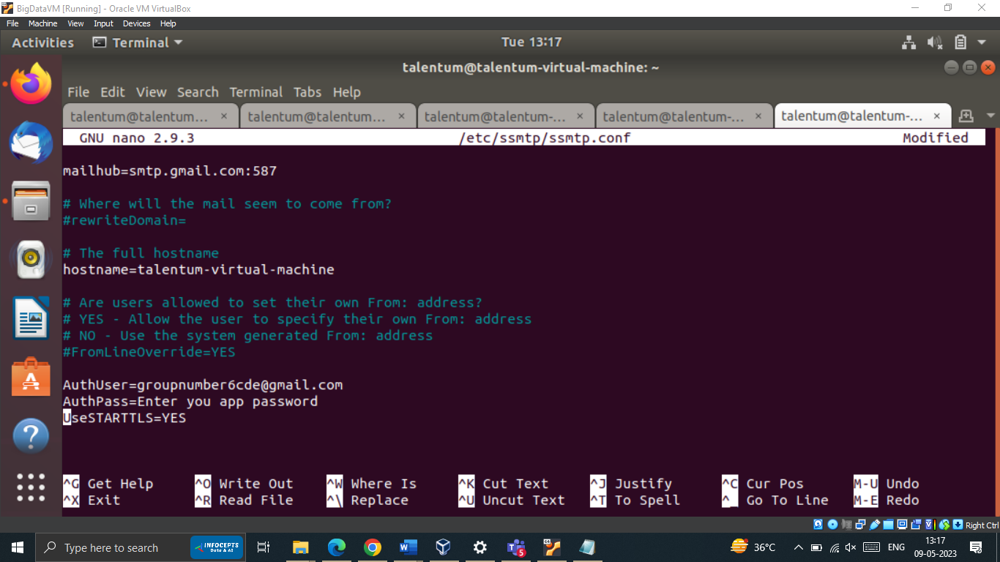 BigDataVM [Running] - Oracle VM VirtualBox
File Machine View Input Devices Help
Activities Terminal Tue 13:17
talentum@talentum-virtual-machine: ~
File Edit View Search Terminal Tabs Help
talentum@talentum... × talentum@talentum... × talentum@talentum-... × talentum@talentum-... × talentum@talentum-... ×
GNU nano 2.9.3 /etc/ssmtp/ssmtp.conf Modified
mailhub=smtp.gmail.com:587
# Where will the mail seem to come from?
#rewriteDomain=
# The full hostname
hostname=talentum-virtual-machine
# Are users allowed to set their own From: address?
# YES - Allow the user to specify their own From: address
# NO - Use the system generated From: address
#FromLineOverride=YES
AuthUser=groupnumber6cde@gmail.com
AuthPass=Enter you app password
UseSTARTTLS=YES
^G Get Help ^O Write Out ^W Where Is ^K Cut Text ^J Justify ^C Cur Pos M-U Undo
^X Exit ^R Read File ^\ Replace ^U Uncut Text ^T To Spell ^_ Go To Line M-E Redo
Right Ctrl
Type here to search INFOCEPTS Data & AI 5 36°C ENG 13:17
09-05-2023